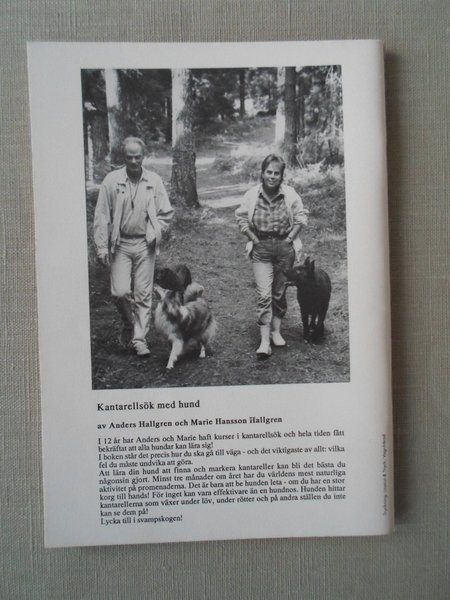 Kantarellsök med hund
av Anders Hallgren och Marie Hansson Hallgren
I 12 år har Anders och Marie haft kurser i kantarellsök och hela tiden fått
bekräftat att alla hundar kan lära sig!
I boken står det precis hur du ska gå till väga - och det viktigaste av allt: vilka
fel du måste undvika att göra.
Att lära din hund att finna och markera kantareller kan bli det bästa du
någonsin gjort. Minst tre månader om året har du världens mest naturliga
aktivitet på promenaderna. Det är bara att be hunden leta - om du har en stor
korg till hands! För inget kan vara effektivare än en hundnos. Hunden hittar
kantarellerna som växer under löv, under rötter och på andra ställen du inte
kan se dem på!
Lycka till i svampskogen!